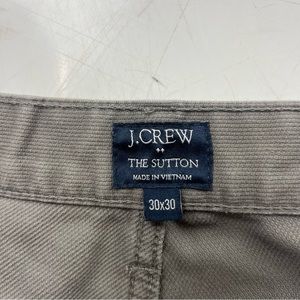 J.CREW
THE SUTTON
MADE IN VIETNAM
30x30